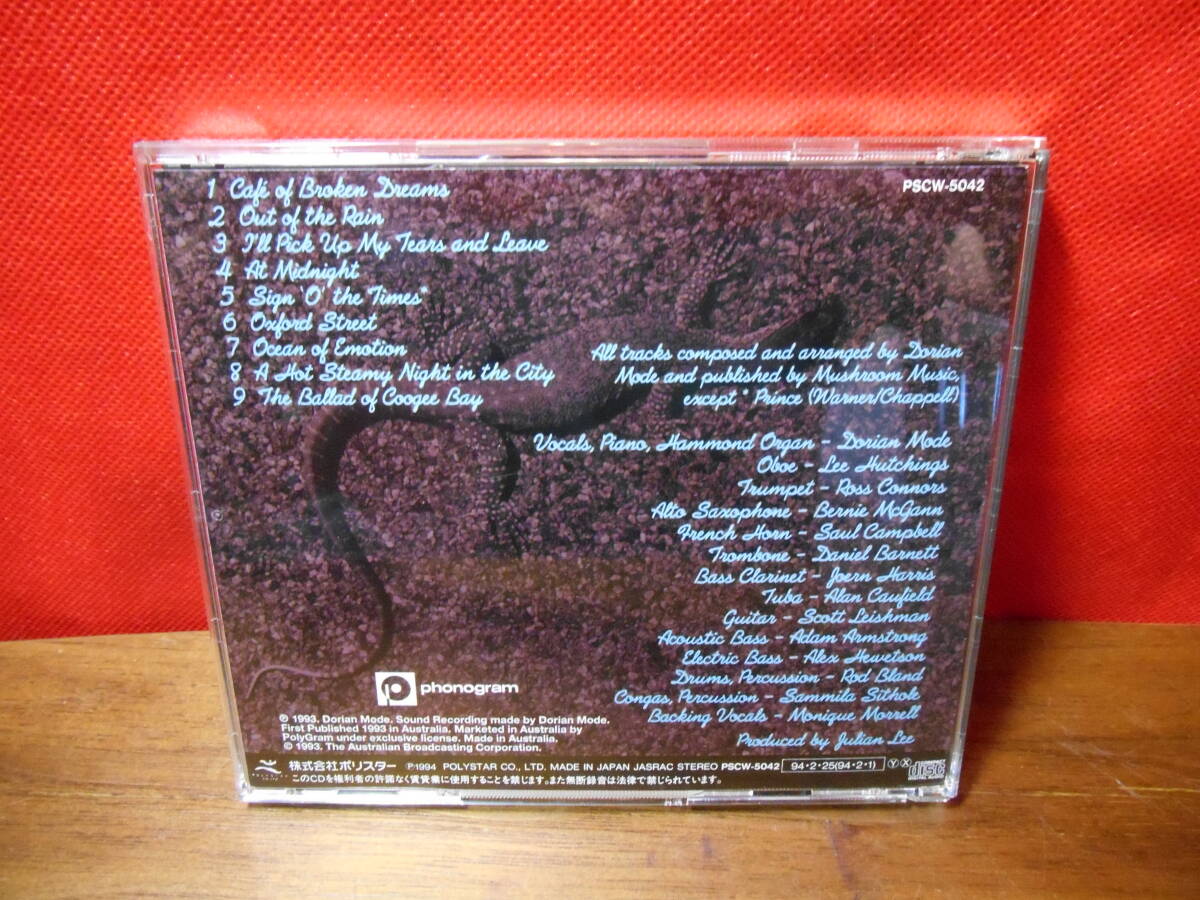 PSCW-5042
1 Café of Broken Dreams
2 Out of the Rain
3 I'll Pick Up My Tears and Leave
4 At Midnight
5 Sign 'O' the Times*
6 Oxford Street
7 Ocean of Emotion
8 A Hot Steamy Night in the City
9 The Ballad of Coogee Bay
All tracks composed and arranged by Dorian
Mode and published by Mushroom Music,
except * Prince (Warner/Chappell)
Vocals, Piano, Hammond Organ - Dorian Mode
Oboe - Lee Hutchings
Trumpet - Ross Connors
Alto Saxophone - Bernie McGann
French Horn - Saul Campbell
Trombone - Daniel Barnett
Bass Clarinet - Joern Harris
Tuba - Alan Caufield
Guitar - Scott Leishman
Acoustic Bass - Adam Armstrong
Electric Bass - Alex Hewetson
Drums, Percussion - Rod Bland
Congas, Percussion - Sammila Sithole
Backing Vocals - Monique Morrell
Produced by Julian Lee
phonogram
℗ 1993, Dorian Mode. Sound Recording made by Dorian Mode.
First Published 1993 in Australia. Marketed in Australia by
PolyGram under exclusive license. Made in Australia.
© 1993. The Australian Broadcasting Corporation.
株式会社ポリスター ℗1994 POLYSTAR CO., LTD. MADE IN JAPAN JASRAC STEREO PSCW-5042 94・2・25(94・2・1) Y X
このCDを権利者の許諾なく賃貸業に使用することを禁じます。また無断録音は法律で禁じられています。
COMPACT disc DIGITAL AUDIO